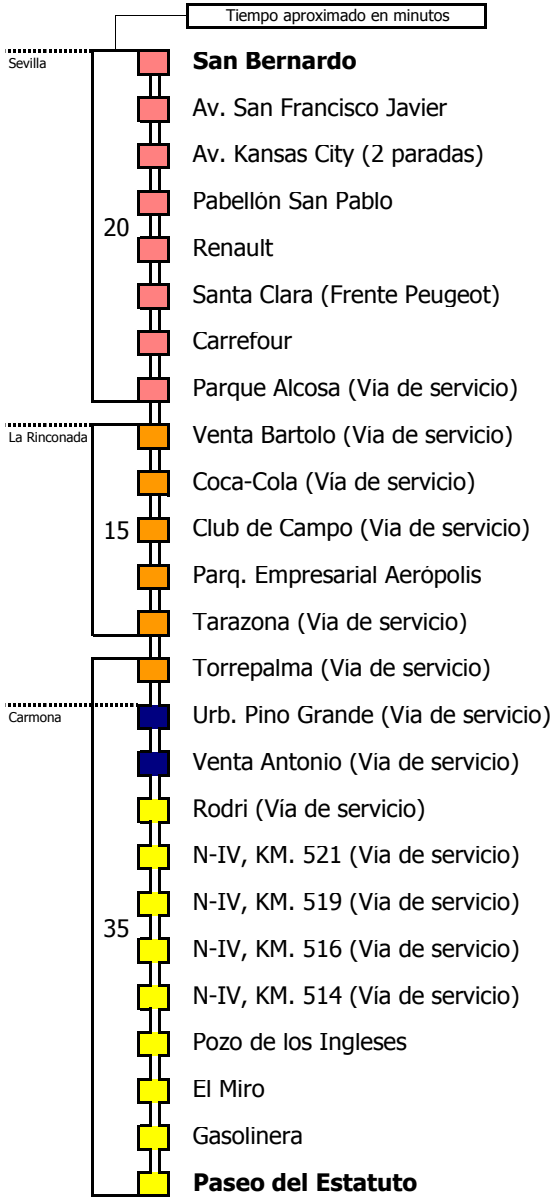 Tiempo aproximado en minutos
Sevilla
San Bernardo
Av. San Francisco Javier
Av. Kansas City (2 paradas)
Pabellón San Pablo
20
Renault
Santa Clara (Frente Peugeot)
Carrefour
Parque Alcosa (Via de servicio)
La Rinconada
Venta Bartolo (Via de servicio)
Coca-Cola (Vía de servicio)
15
Club de Campo (Via de servicio)
Parq. Empresarial Aerópolis
Tarazona (Via de servicio)
Torrepalma (Via de servicio)
Carmona
Urb. Pino Grande (Via de servicio)
Venta Antonio (Via de servicio)
Rodri (Vía de servicio)
N-IV, KM. 521 (Via de servicio)
N-IV, KM. 519 (Via de servicio)
35
N-IV, KM. 516 (Via de servicio)
N-IV, KM. 514 (Vía de servicio)
Pozo de los Ingleses
El Miro
Gasolinera
Paseo del Estatuto